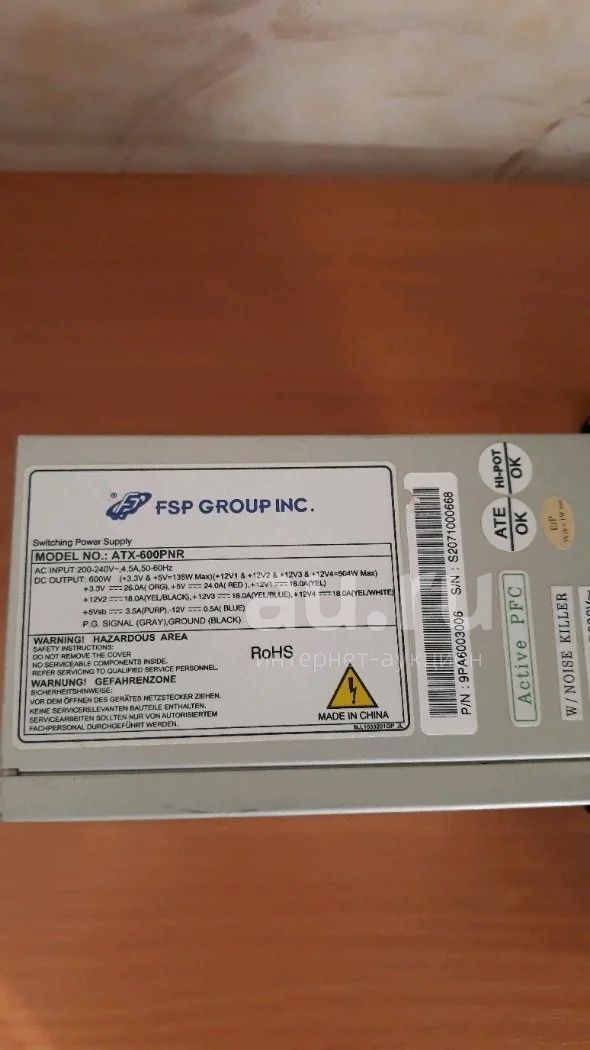 FSP GROUP INC.
Switching Power Supply
MODEL NO.: ATX-600PNR
AC INPUT:200-240V~,4.5A,50-60Hz
DC OUTPUT: 600W (+3.3V & +5V=135W Max)(+12V1 & +12V2 & +12V3 & +12V4=504W Max)
+3.3V ⎓ 26.0A( ORG), +5V ⎓ 24.0A( RED ),+12V1 ⎓ 18.0A(YEL)
+12V2 ⎓ 18.0A(YEL/BLACK), +12V3 ⎓ 18.0A(YEL/BLUE), +12V4 ⎓ 18.0A(YEL/WHITE)
+5Vsb ⎓ 3.5A(PURP),-12V ⎓ 0.5A( BLUE)
P.G. SIGNAL (GRAY),GROUND (BLACK)
WARNING! HAZARDOUS AREA
SAFETY INSTRUCTIONS:
DO NOT REMOVE THE COVER
NO SERVICEABLE COMPONENTS INSIDE.
REFER SERVICING TO QUALIFIED SERVICE PERSONNEL.
WARNUNG! GEFAHRENZONE
SICHERHEITSHINWEISE:
VOR DEM ÖFFNEN DES GERÄTES NETZSTECKER ZIEHEN.
KEINE SERVICERELEVANTEN BAUTEILE ENTHALTEN.
SERVICEARBEITEN SOLLTEN NUR VON AUTORISIERTEM
FACHPERSONAL DURCHGEFÜHRT WERDEN.
RoHS
MADE IN CHINA
P/N : 9PA6003006 S/N : S2071000668
HI-POT
OK
ATE
OK
ErP
Active PFC
W/ NOISE KILLER
au.ru
интернет-аукцион